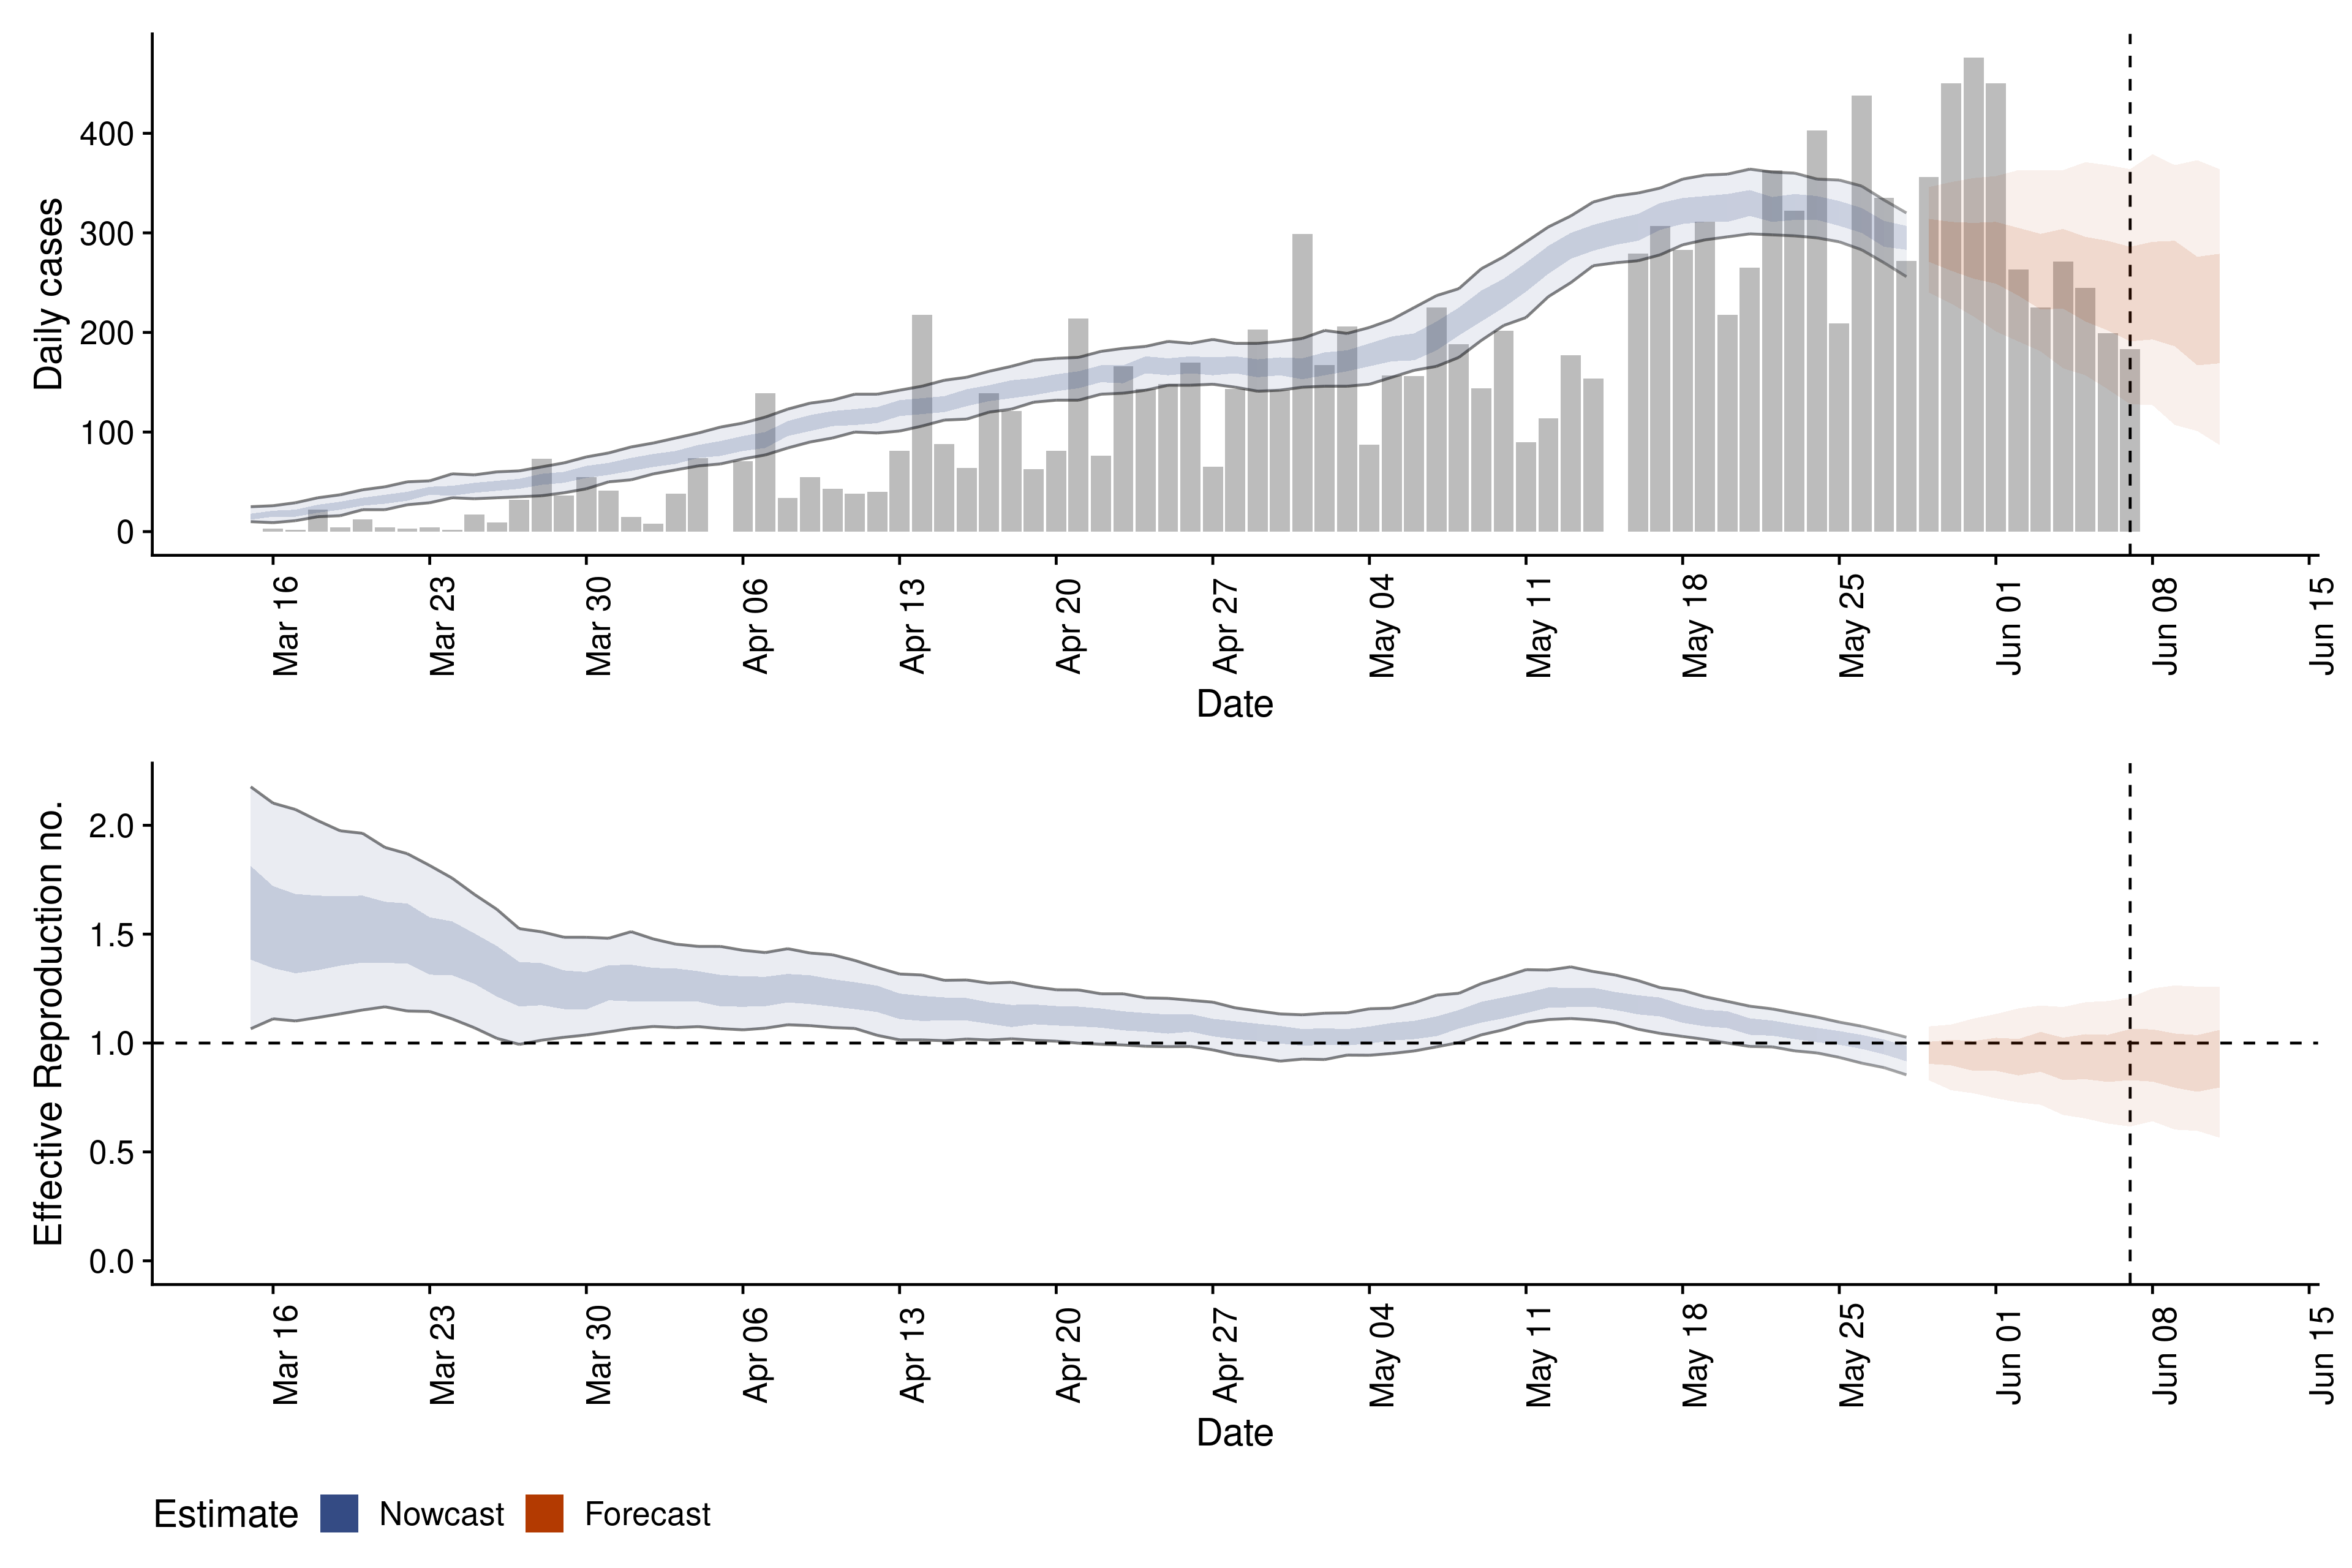 Daily cases
400
300
200
100
0
Mar 16
Mar 23
Mar 30
Apr 06
Apr 13
Apr 20
Apr 27
May 04
May 11
May 18
May 25
Jun 01
Jun 08
Jun 15
Date
Effective Reproduction no.
2.0
1.5
1.0
0.5
0.0
Mar 16
Mar 23
Mar 30
Apr 06
Apr 13
Apr 20
Apr 27
May 04
May 11
May 18
May 25
Jun 01
Jun 08
Jun 15
Date
Estimate Nowcast Forecast